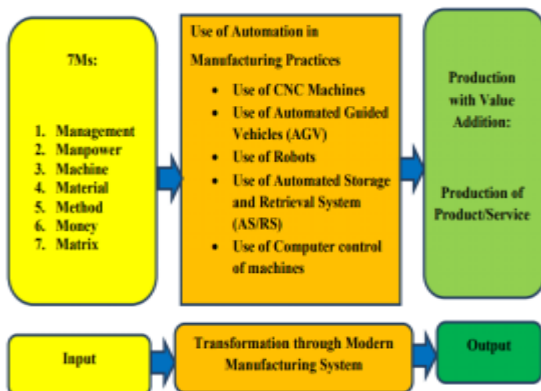 7Ms:
1. Management
2. Manpower
3. Machine
4. Material
5. Method
6. Money
7. Matrix
Use of Automation in
Manufacturing Practices
• Use of CNC Machines
• Use of Automated Guided
Vehicles (AGV)
• Use of Robots
• Use of Automated Storage
and Retrieval System
(AS/RS)
• Use of Computer control
of machines
Production
with Value
Addition:
Production of
Product/Service
Input
Transformation through Modern
Manufacturing System
Output